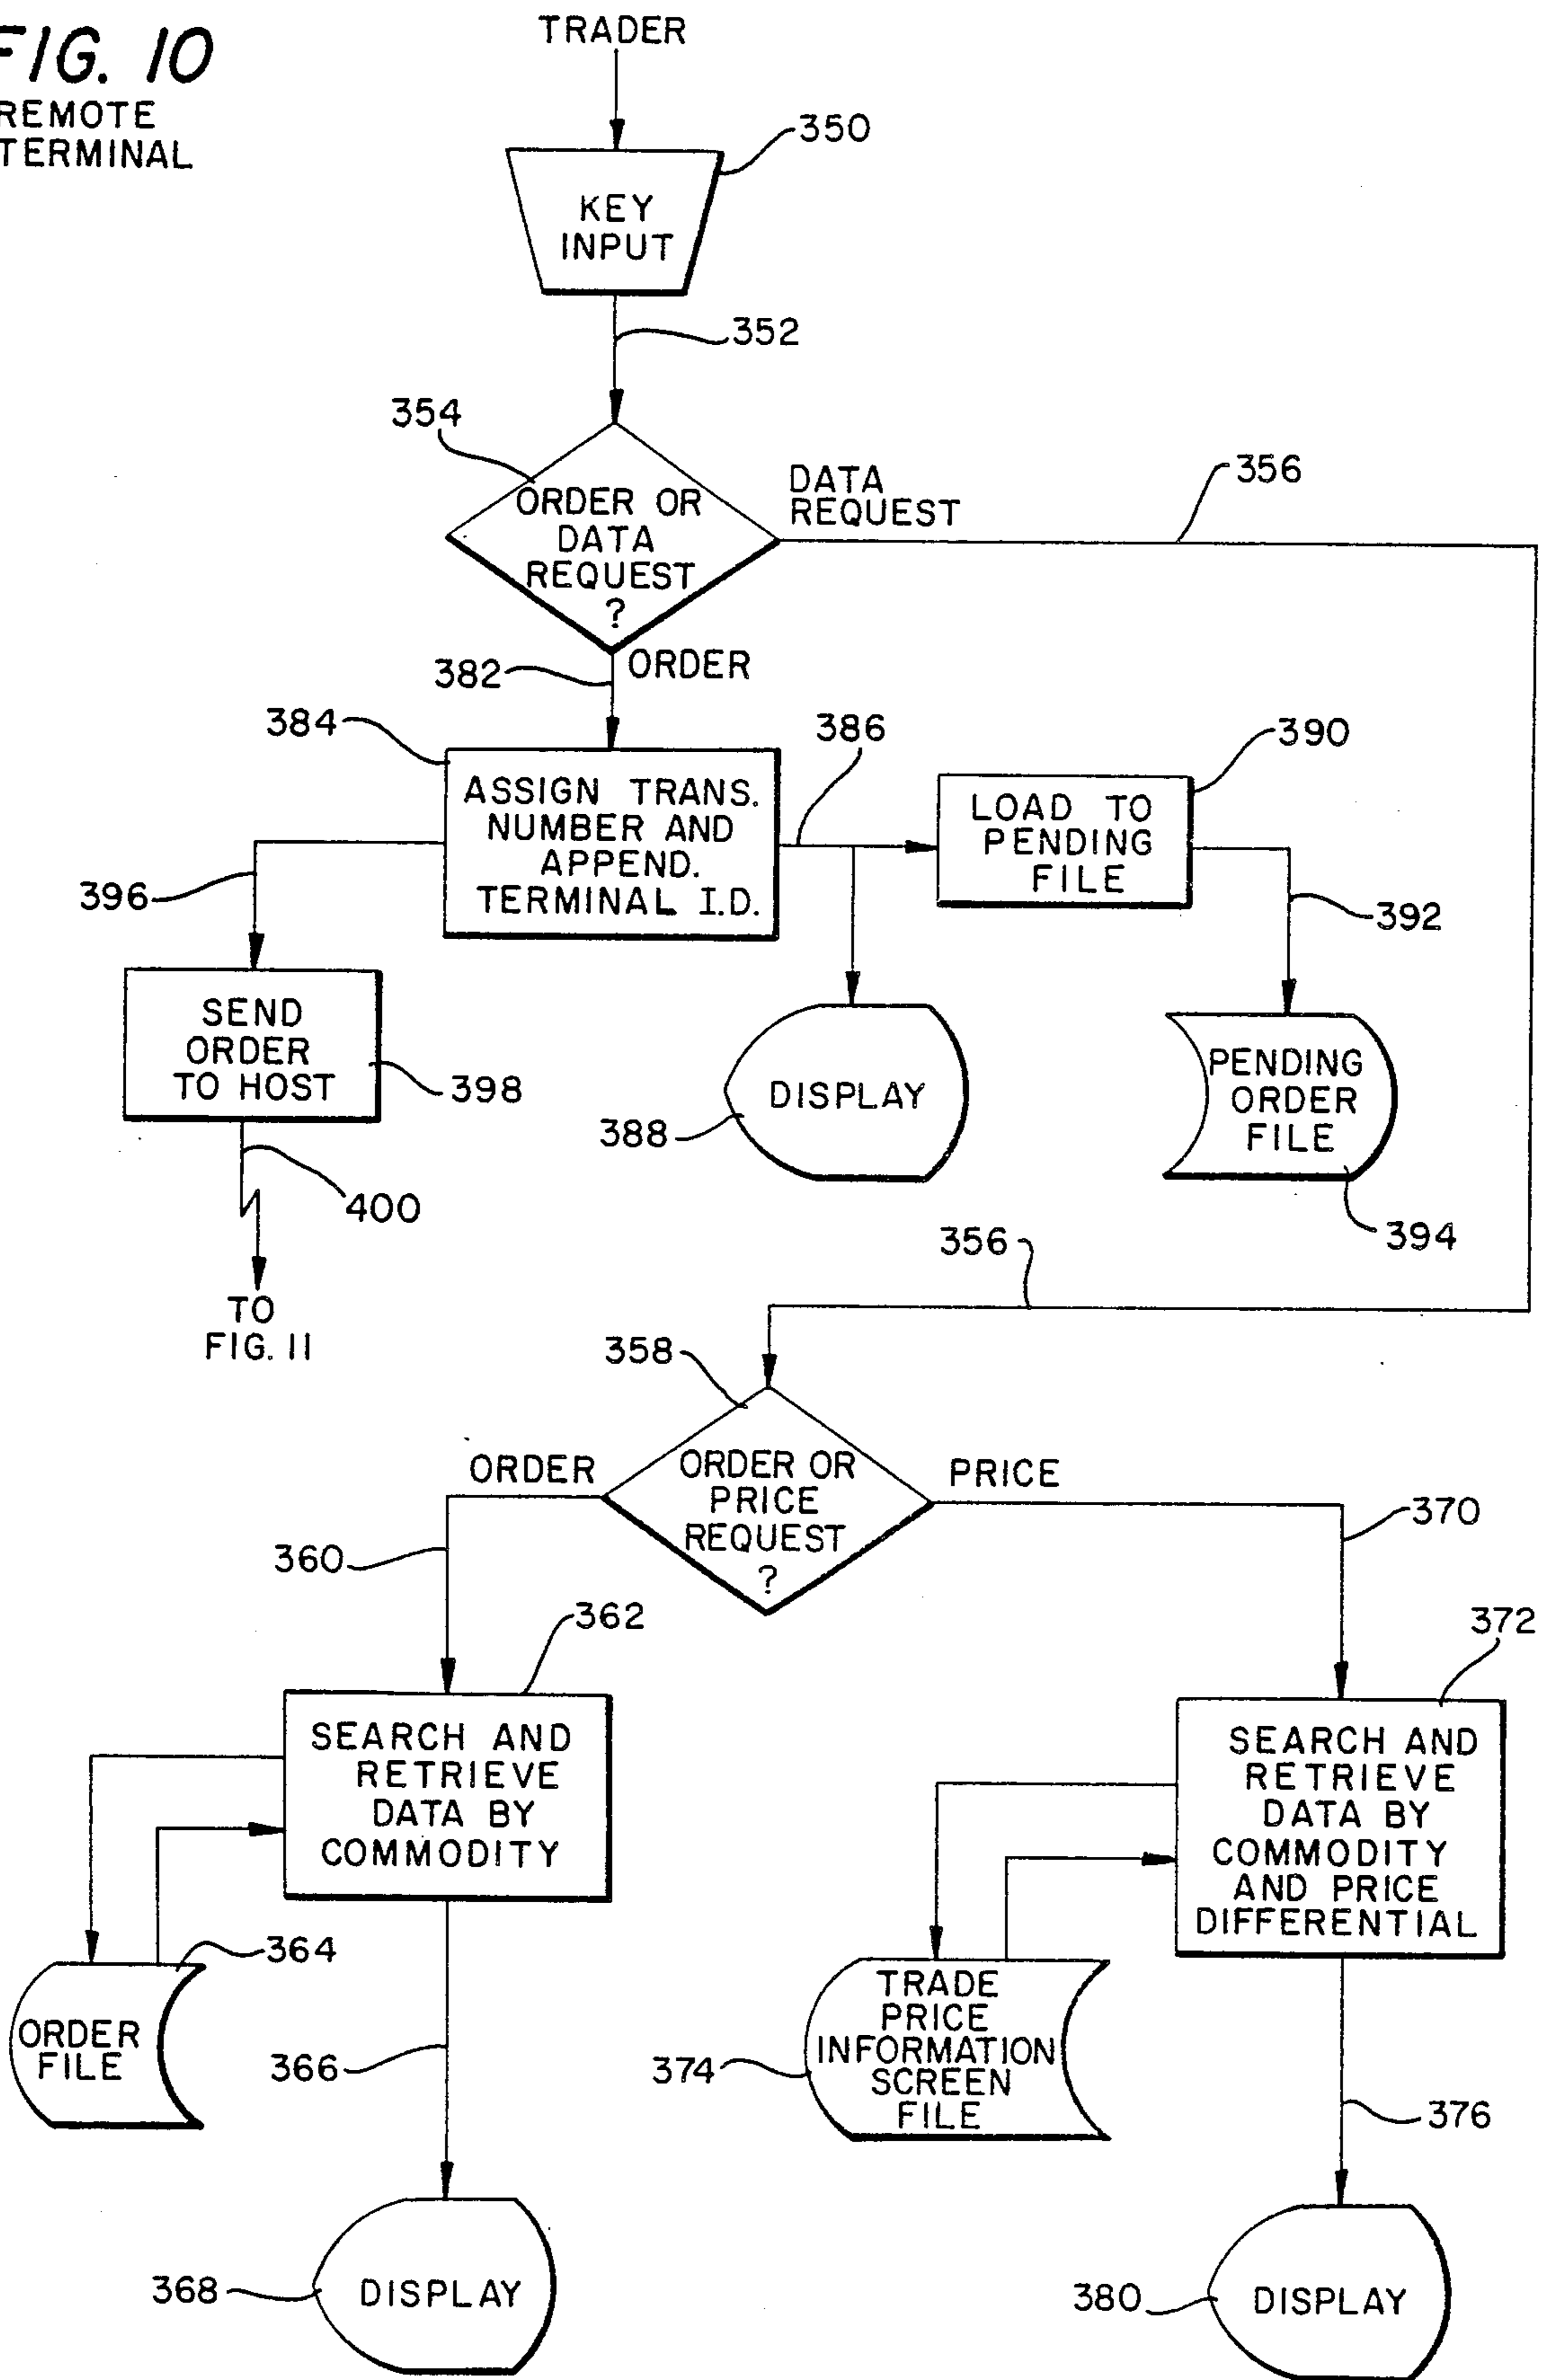 FIG. 10
REMOTE
TERMINAL
TRADER
350
KEY
INPUT
352
354
ORDER OR
DATA
REQUEST
?
DATA
REQUEST
356
382
ORDER
384
ASSIGN TRANS.
NUMBER AND
APPEND.
TERMINAL I.D.
386
390
LOAD TO
PENDING
FILE
392
396
SEND
ORDER
TO HOST
398
DISPLAY
388
PENDING
ORDER
FILE
394
400
TO
FIG. 11
356
358
ORDER
ORDER OR
PRICE
REQUEST
?
PRICE
360
370
362
SEARCH AND
RETRIEVE
DATA BY
COMMODITY
372
SEARCH AND
RETRIEVE
DATA BY
COMMODITY
AND PRICE
DIFFERENTIAL
364
ORDER
FILE
366
374
TRADE
PRICE
INFORMATION
SCREEN
FILE
376
368
DISPLAY
380
DISPLAY